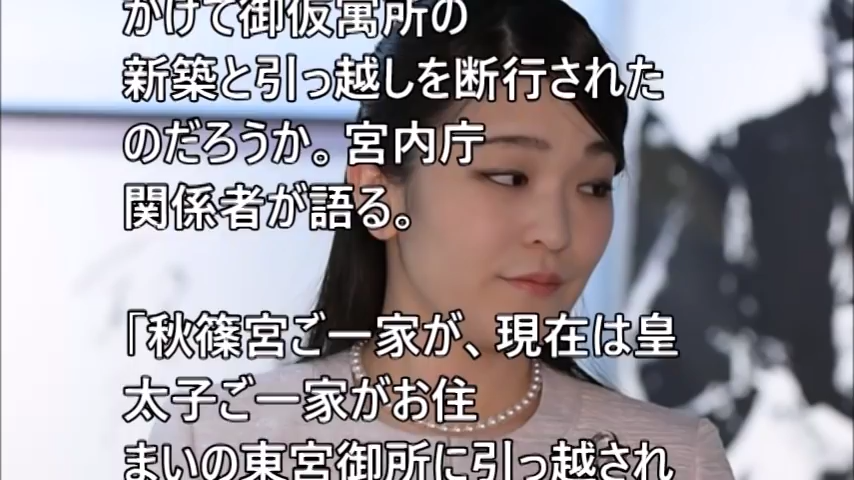 かけて御仮寓所の
新築と引っ越しを断行された
のだろうか。宮内庁
関係者が語る。
「秋篠宮ご一家が、現在は皇
太子ご一家がお住
まいの東宮御所に引っ越され